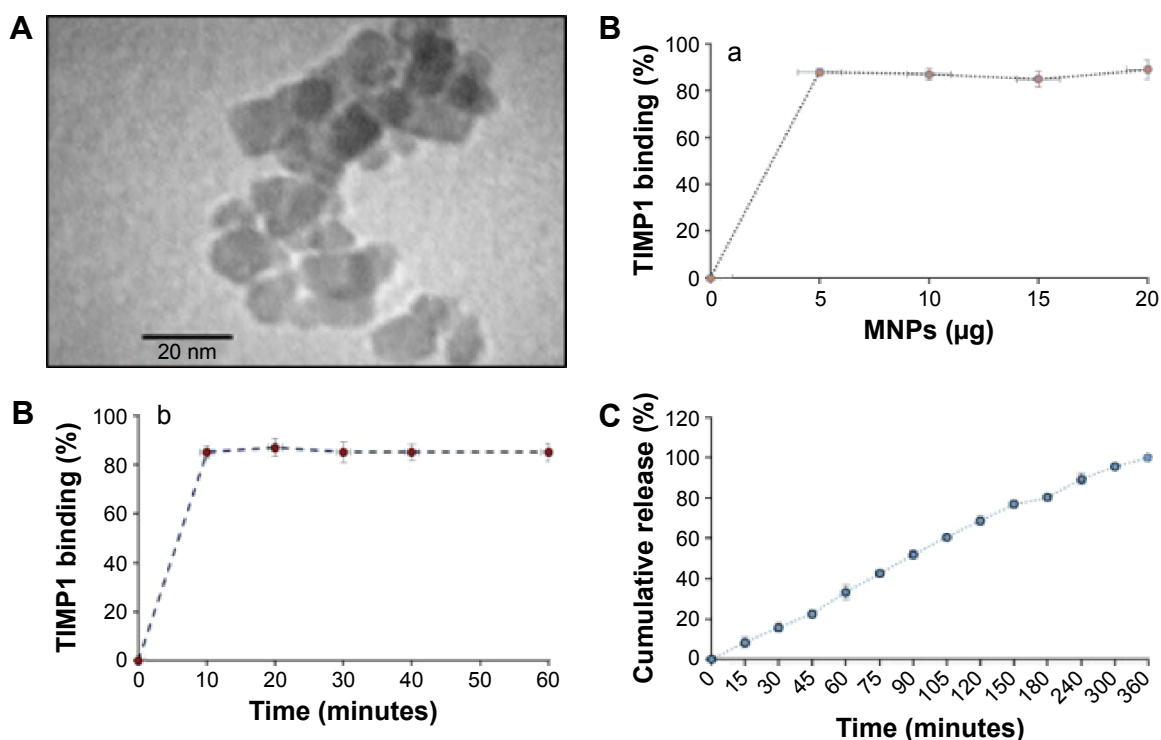 A
20 nm
B
a
TIMP1 binding (%)
100
80
60
40
20
0
0 5 10 15 20
MNPs (µg)
B
b
TIMP1 binding (%)
100
80
60
40
20
0
0 10 20 30 40 50 60
Time (minutes)
C
Cumulative release (%)
120
100
80
60
40
20
0
0 15 30 45 60 75 90 105 120 150 180 240 300 360
Time (minutes)